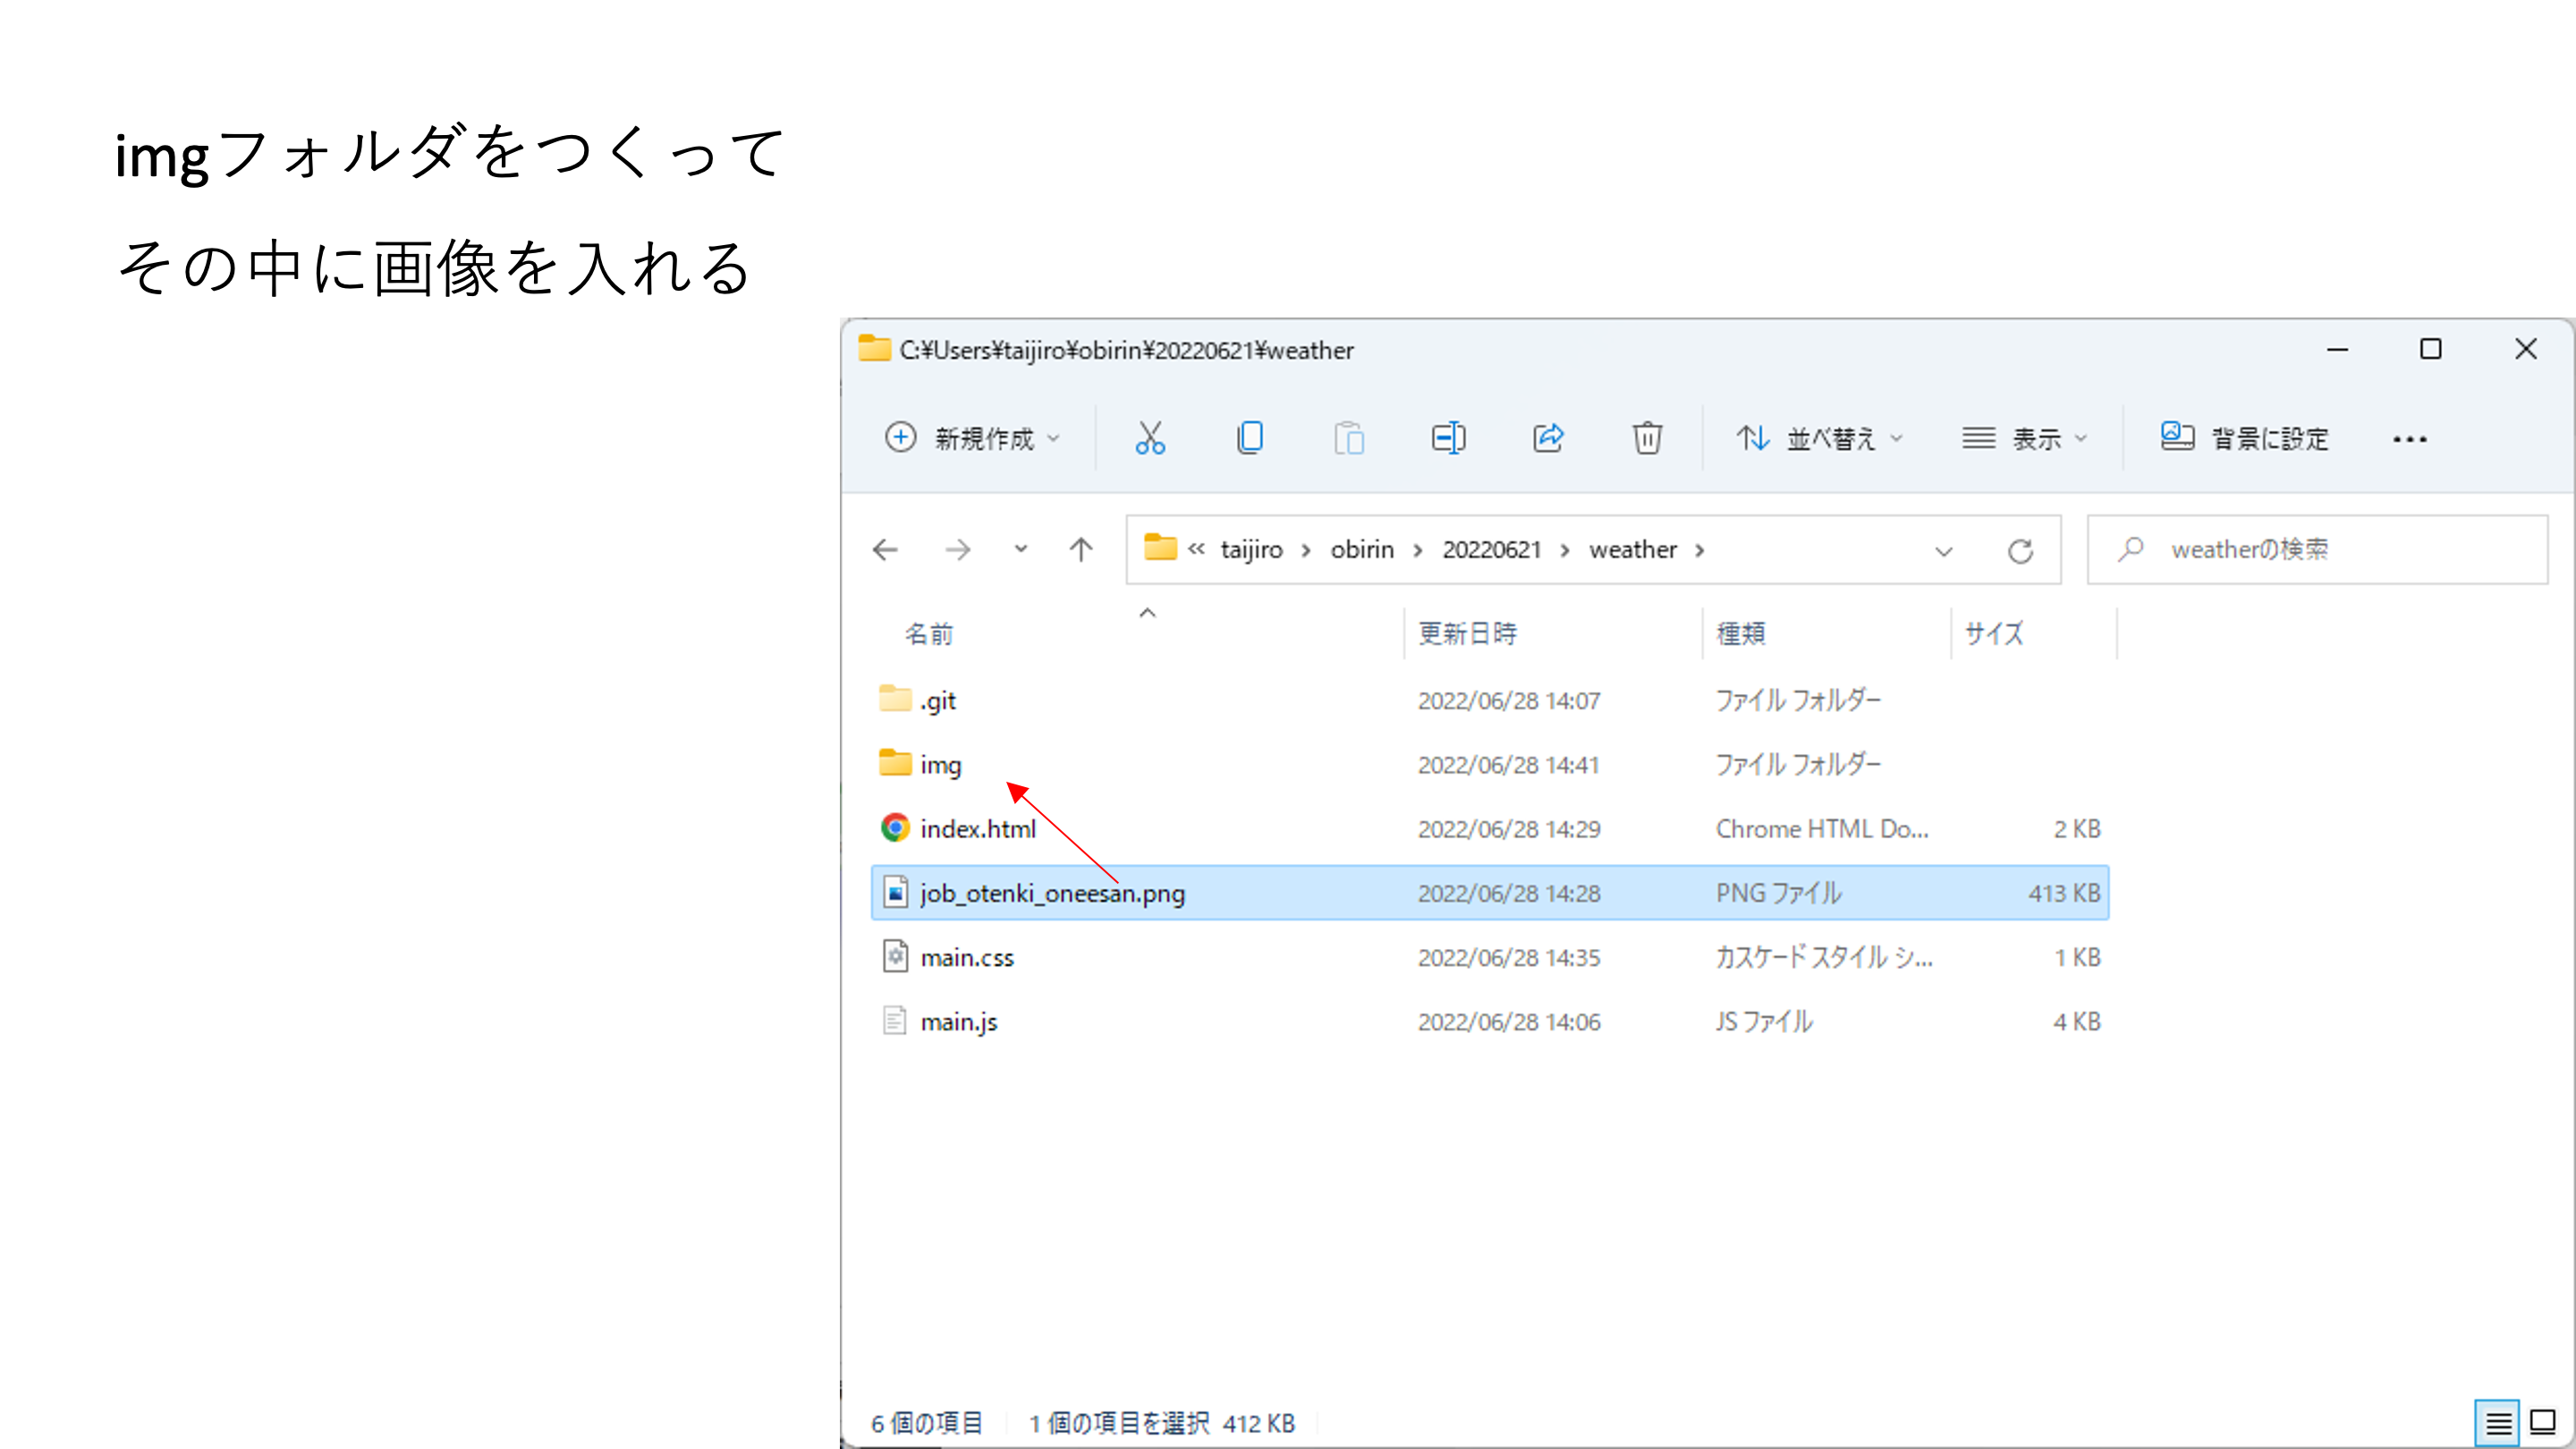 imgフォルダをつくって
その中に画像を入れる
C:¥Users¥taijiro¥obirin¥20220621¥weather
新規作成
並べ替え
表示
背景に設定
« taijiro › obirin › 20220621 › weather ›
weatherの検索
名前 更新日時 種類 サイズ
.git 2022/06/28 14:07 ファイル フォルダー
img 2022/06/28 14:41 ファイル フォルダー
index.html 2022/06/28 14:29 Chrome HTML Do... 2 KB
job_otenki_oneesan.png 2022/06/28 14:28 PNG ファイル 413 KB
main.css 2022/06/28 14:35 カスケード スタイル シ... 1 KB
main.js 2022/06/28 14:06 JS ファイル 4 KB
6 個の項目 1 個の項目を選択 412 KB